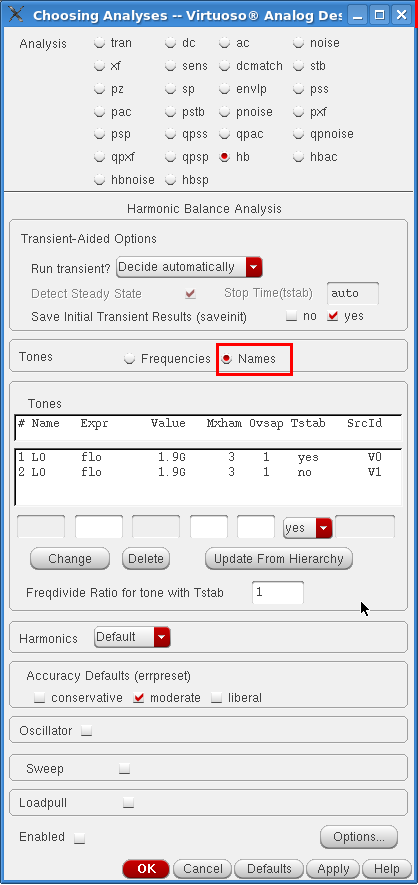 Choosing Analyses -- Virtuoso® Analog Des
Analysis
tran dc ac noise
xf sens dcmatch stb
pz sp envlp pss
pac pstb pnoise pxf
psp qpss qpac qpnoise
qpxf qpsp hb hbac
hbnoise hbsp
Harmonic Balance Analysis
Transient-Aided Options
Run transient? Decide automatically
Detect Steady State Stop Time(tstab) auto
Save Initial Transient Results (saveinit) no yes
Tones Frequencies Names
Tones
# Name Expr Value Mxham Ovsap Tstab SrcId
1 LO flo 1.9G 3 1 yes V0
2 LO flo 1.9G 3 1 no V1
yes
Change Delete Update From Hierarchy
Freqdivide Ratio for tone with Tstab 1
Harmonics Default
Accuracy Defaults (errpreset)
conservative moderate liberal
Oscillator
Sweep
Loadpull
Enabled Options...
OK Cancel Defaults Apply Help